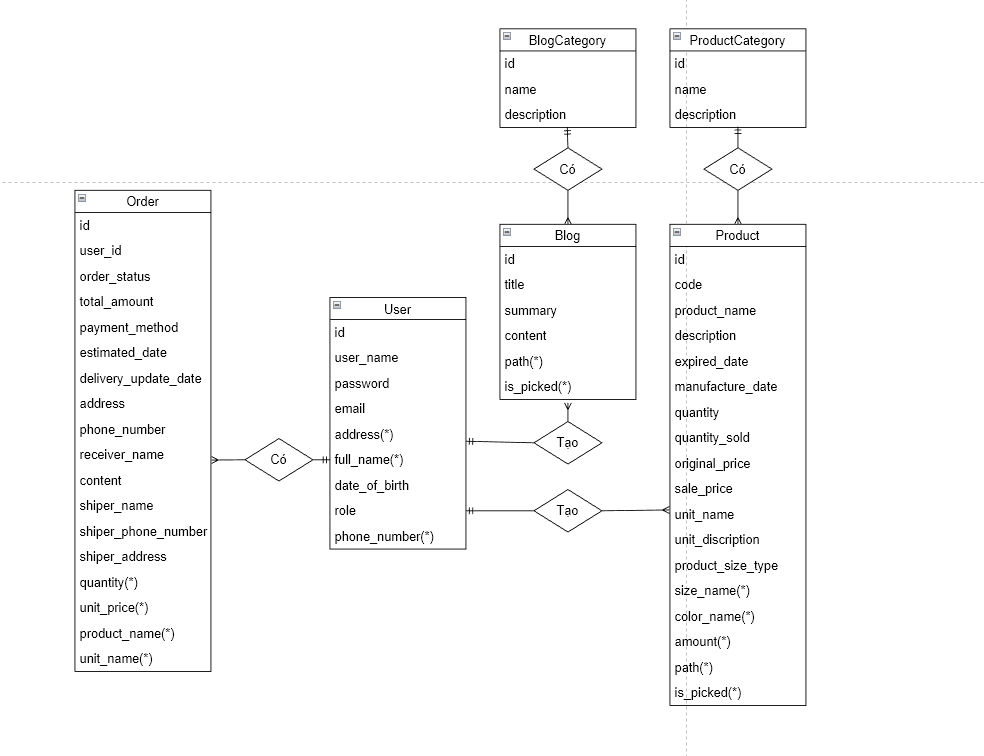 BlogCategory
id
name
description
ProductCategory
id
name
description
Có
Có
Order
id
user_id
order_status
total_amount
payment_method
estimated_date
delivery_update_date
address
phone_number
receiver_name
content
shiper_name
shiper_phone_number
shiper_address
quantity(*)
unit_price(*)
product_name(*)
unit_name(*)
Có
User
id
user_name
password
email
address(*)
full_name(*)
date_of_birth
role
phone_number(*)
Blog
id
title
summary
content
path(*)
is_picked(*)
Tạo
Tạo
Product
id
code
product_name
description
expired_date
manufacture_date
quantity
quantity_sold
original_price
sale_price
unit_name
unit_discription
product_size_type
size_name(*)
color_name(*)
amount(*)
path(*)
is_picked(*)